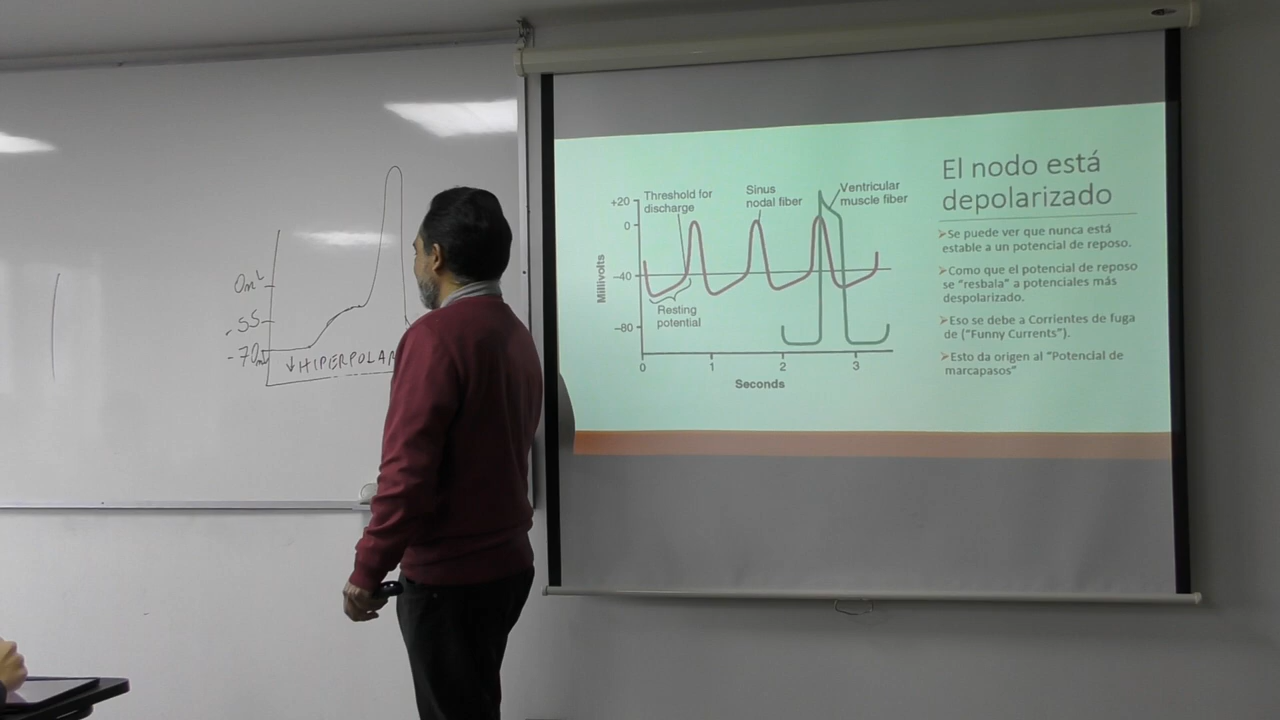 0mV
-55
-70mV
↓HIPERPOLAR
+20
0
-40
-80
Millivolts
Threshold for
discharge
Sinus
nodal fiber
Ventricular
muscle fiber
Resting
potential
0
1
2
3
Seconds
El nodo está
depolarizado
➤Se puede ver que nunca está
estable a un potencial de reposo.
➤Como que el potencial de reposo
se "resbala" a potenciales más
despolarizado.
➤Eso se debe a Corrientes de fuga
de ("Funny Currents").
➤Esto da origen al "Potencial de
marcapasos"